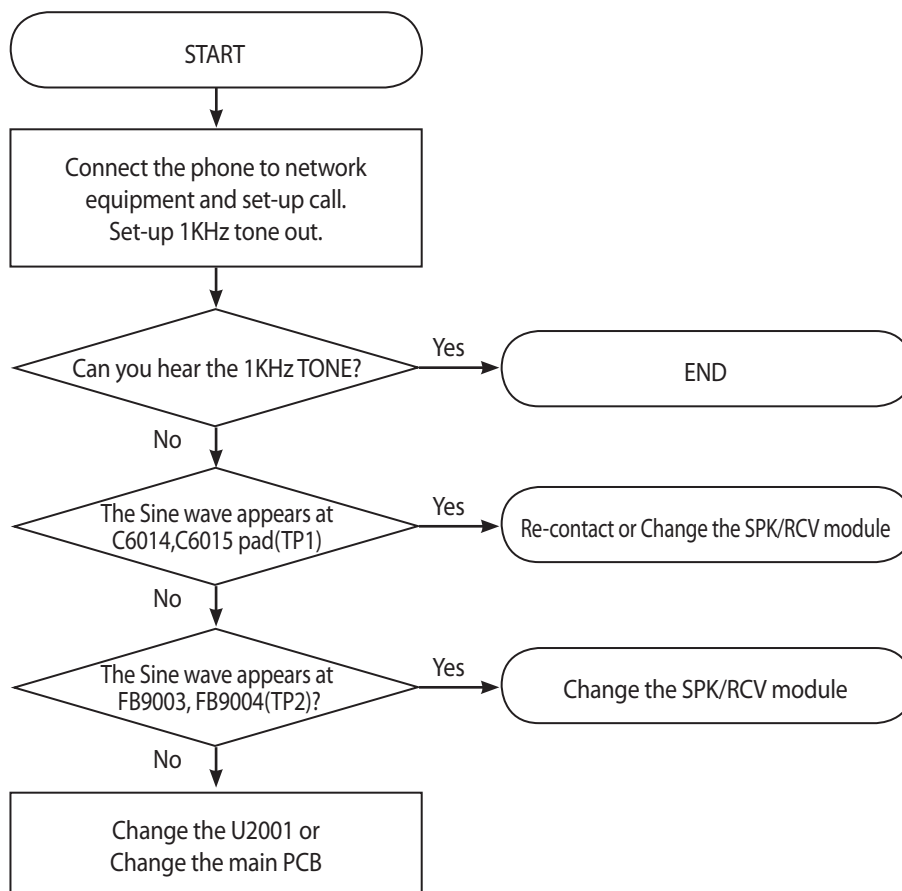 START
Connect the phone to network
equipment and set-up call.
Set-up 1KHz tone out.
Can you hear the 1KHz TONE?
Yes
END
No
The Sine wave appears at
C6014,C6015 pad(TP1)
Yes
Re-contact or Change the SPK/RCV module
No
The Sine wave appears at
FB9003, FB9004(TP2)?
Yes
Change the SPK/RCV module
No
Change the U2001 or
Change the main PCB